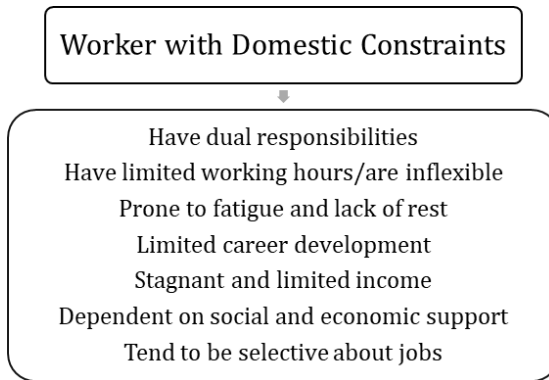 Worker with Domestic Constraints
Have dual responsibilities
Have limited working hours/are inflexible
Prone to fatigue and lack of rest
Limited career development
Stagnant and limited income
Dependent on social and economic support
Tend to be selective about jobs